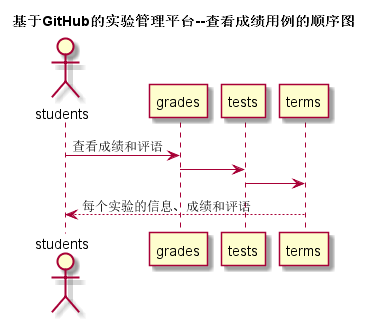 基于GitHub的实验管理平台--查看成绩用例的顺序图
students
grades
tests
terms
查看成绩和评语
每个实验的信息、成绩和评语
students
grades
tests
terms